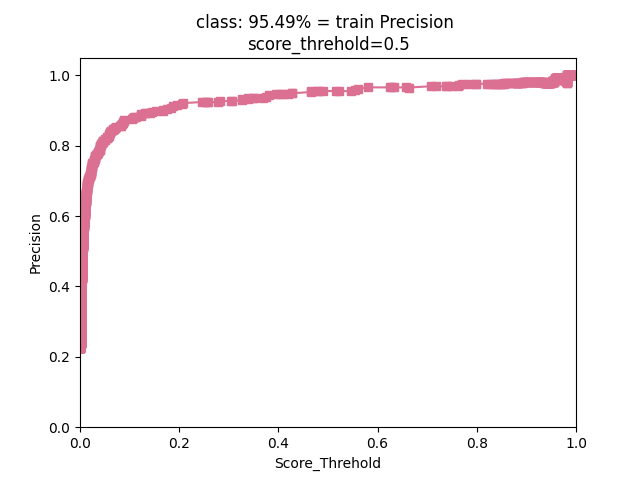 class: 95.49% = train Precision
score_threhold=0.5
1.0
0.8
0.6
0.4
0.2
0.0
Precision
0.0 0.2 0.4 0.6 0.8 1.0
Score_Threhold